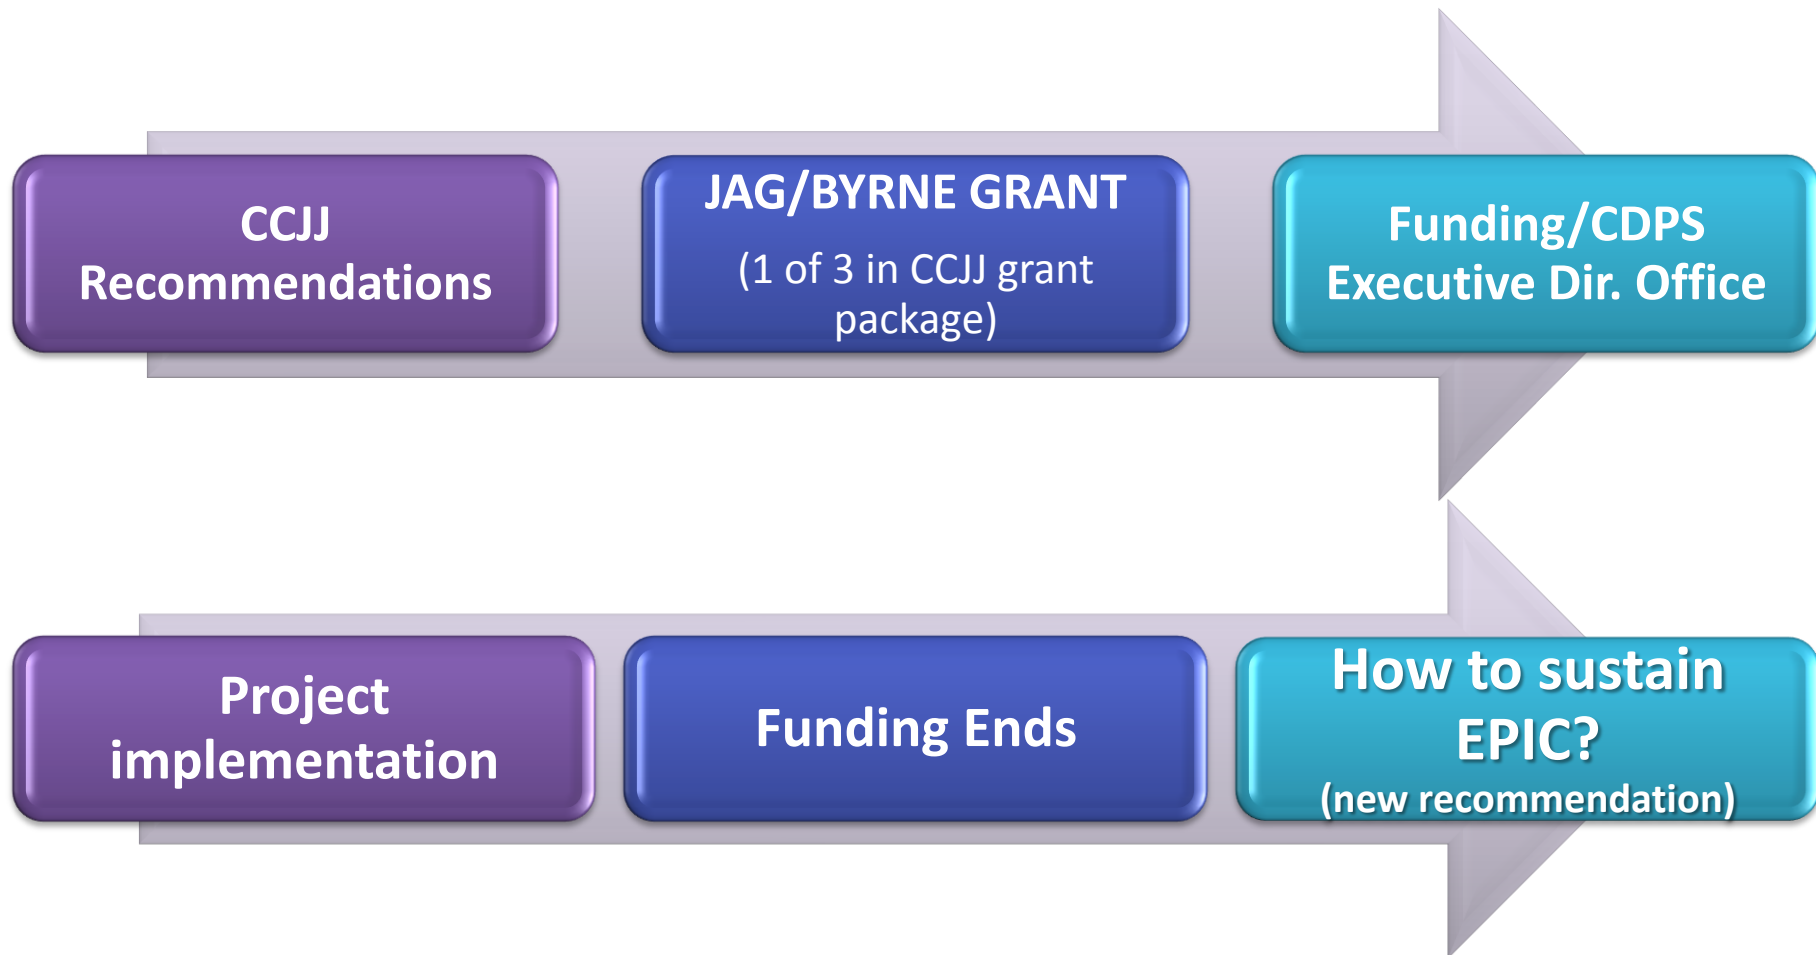 CCJJ
Recommendations
JAG/BYRNE GRANT
(1 of 3 in CCJJ grant
package)
Funding/CDPS
Executive Dir. Office
Project
implementation
Funding Ends
How to sustain
EPIC?
(new recommendation)